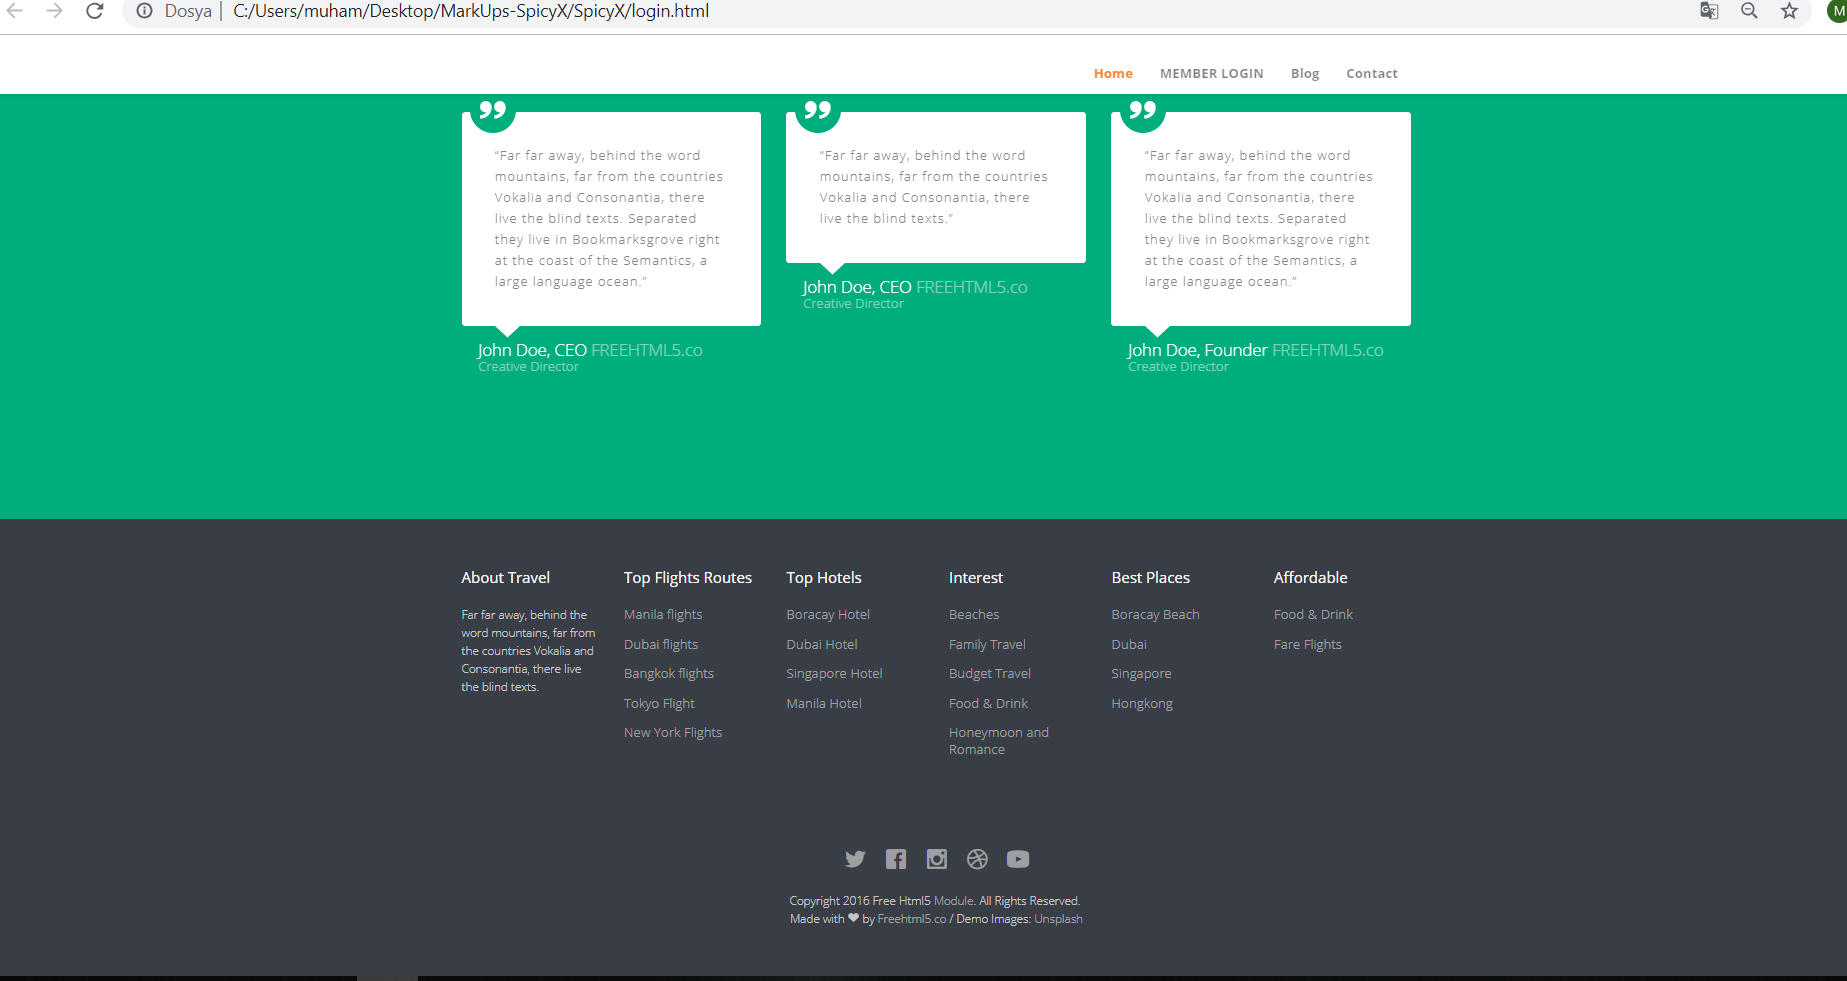 Dosya | C:/Users/muham/Desktop/MarkUps-SpicyX/SpicyX/login.html
M
Home MEMBER LOGIN Blog Contact
“Far far away, behind the word
mountains, far from the countries
Vokalia and Consonantia, there
live the blind texts. Separated
they live in Bookmarksgrove right
at the coast of the Semantics, a
large language ocean.”
John Doe, CEO FREEHTML5.co
Creative Director
“Far far away, behind the word
mountains, far from the countries
Vokalia and Consonantia, there
live the blind texts.”
John Doe, CEO FREEHTML5.co
Creative Director
“Far far away, behind the word
mountains, far from the countries
Vokalia and Consonantia, there
live the blind texts. Separated
they live in Bookmarksgrove right
at the coast of the Semantics, a
large language ocean.”
John Doe, Founder FREEHTML5.co
Creative Director
About Travel
Far far away, behind the
word mountains, far from
the countries Vokalia and
Consonantia, there live
the blind texts.
Top Flights Routes
Manila flights
Dubai flights
Bangkok flights
Tokyo Flight
New York Flights
Top Hotels
Boracay Hotel
Dubai Hotel
Singapore Hotel
Manila Hotel
Interest
Beaches
Family Travel
Budget Travel
Food & Drink
Honeymoon and
Romance
Best Places
Boracay Beach
Dubai
Singapore
Hongkong
Affordable
Food & Drink
Fare Flights
Copyright 2016 Free Html5 Module. All Rights Reserved.
Made with ♥ by Freehtml5.co / Demo Images: Unsplash